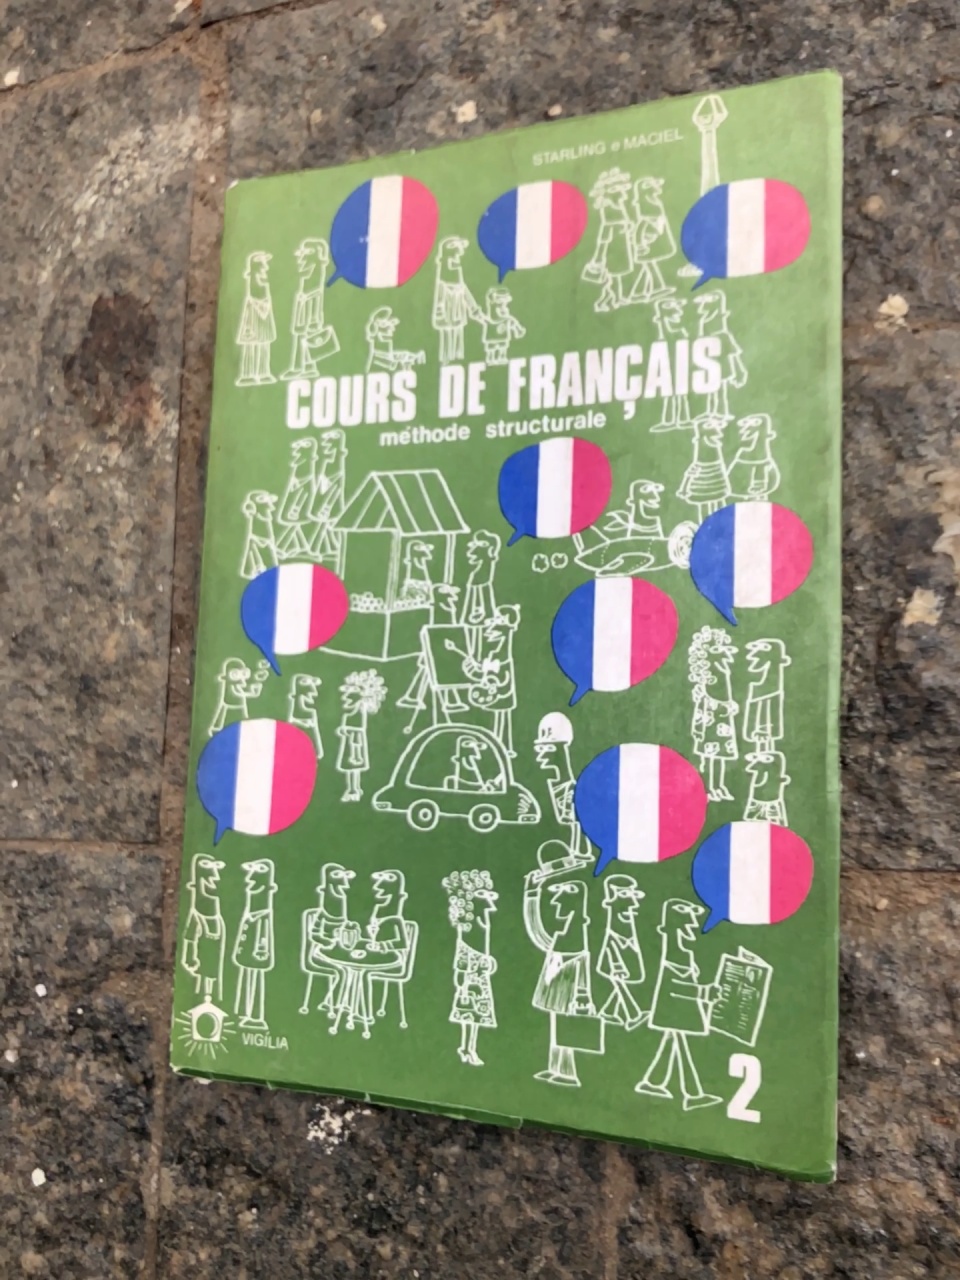 STARLING e MACIEL
COURS DE FRANÇAIS
méthode structurale
VIGÍLIA
2